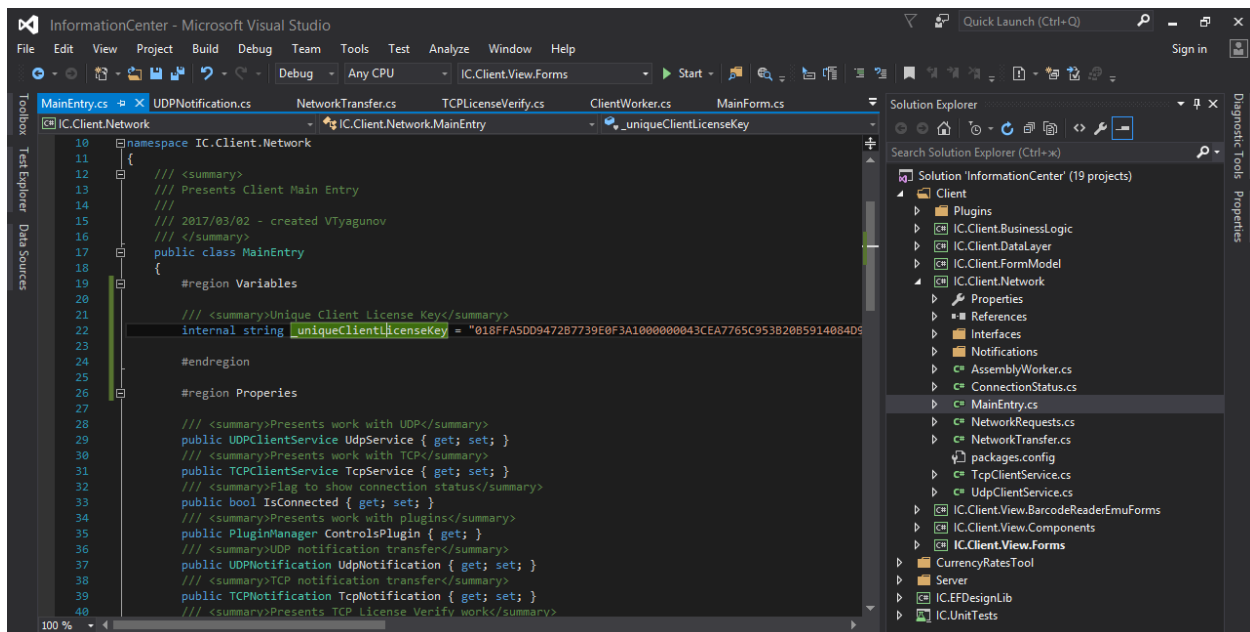 InformationCenter - Microsoft Visual Studio
Quick Launch (Ctrl+Q)
File Edit View Project Build Debug Team Tools Test Analyze Window Help
Sign in
Debug Any CPU IC.Client.View.Forms Start
Toolbox
Test Explorer
Data Sources
MainEntry.cs UDPNotification.cs NetworkTransfer.cs TCPLicenseVerify.cs ClientWorker.cs MainForm.cs
IC.Client.Network IC.Client.Network.MainEntry _uniqueClientLicenseKey
10 namespace IC.Client.Network
11 {
12 /// <summary>
13 /// Presents Client Main Entry
14 ///
15 /// 2017/03/02 - created VTyagunov
16 /// </summary>
17 public class MainEntry
18 {
19 #region Variables
20
21 /// <summary>Unique Client License Key</summary>
22 internal string _uniqueClientLicenseKey = "018FFA5DD9472B7739E0F3A1000000043CEA7765C953B20B5914084D9
23
24 #endregion
25
26 #region Properies
27
28 /// <summary>Presents work with UDP</summary>
29 public UDPClientService UdpService { get; set; }
30 /// <summary>Presents work with TCP</summary>
31 public TCPClientService TcpService { get; set; }
32 /// <summary>Flag to show connection status</summary>
33 public bool IsConnected { get; set; }
34 /// <summary>Presents work with plugins</summary>
35 public PluginManager ControlsPlugin { get; }
36 /// <summary>UDP notification transfer</summary>
37 public UDPNotification UdpNotification { get; set; }
38 /// <summary>TCP notification transfer</summary>
39 public TCPNotification TcpNotification { get; set; }
40 /// <summary>Presents TCP License Verify work</summary>
100 %
Solution Explorer
Search Solution Explorer (Ctrl+ж)
Solution 'InformationCenter' (19 projects)
Client
Plugins
IC.Client.BusinessLogic
IC.Client.DataLayer
IC.Client.FormModel
IC.Client.Network
Properties
References
Interfaces
Notifications
AssemblyWorker.cs
ConnectionStatus.cs
MainEntry.cs
NetworkRequests.cs
NetworkTransfer.cs
packages.config
TcpClientService.cs
UdpClientService.cs
IC.Client.View.BarcodeReaderEmuForms
IC.Client.View.Components
IC.Client.View.Forms
CurrencyRatesTool
Server
IC.EFDesignLib
IC.UnitTests
Diagnostic Tools
Properties